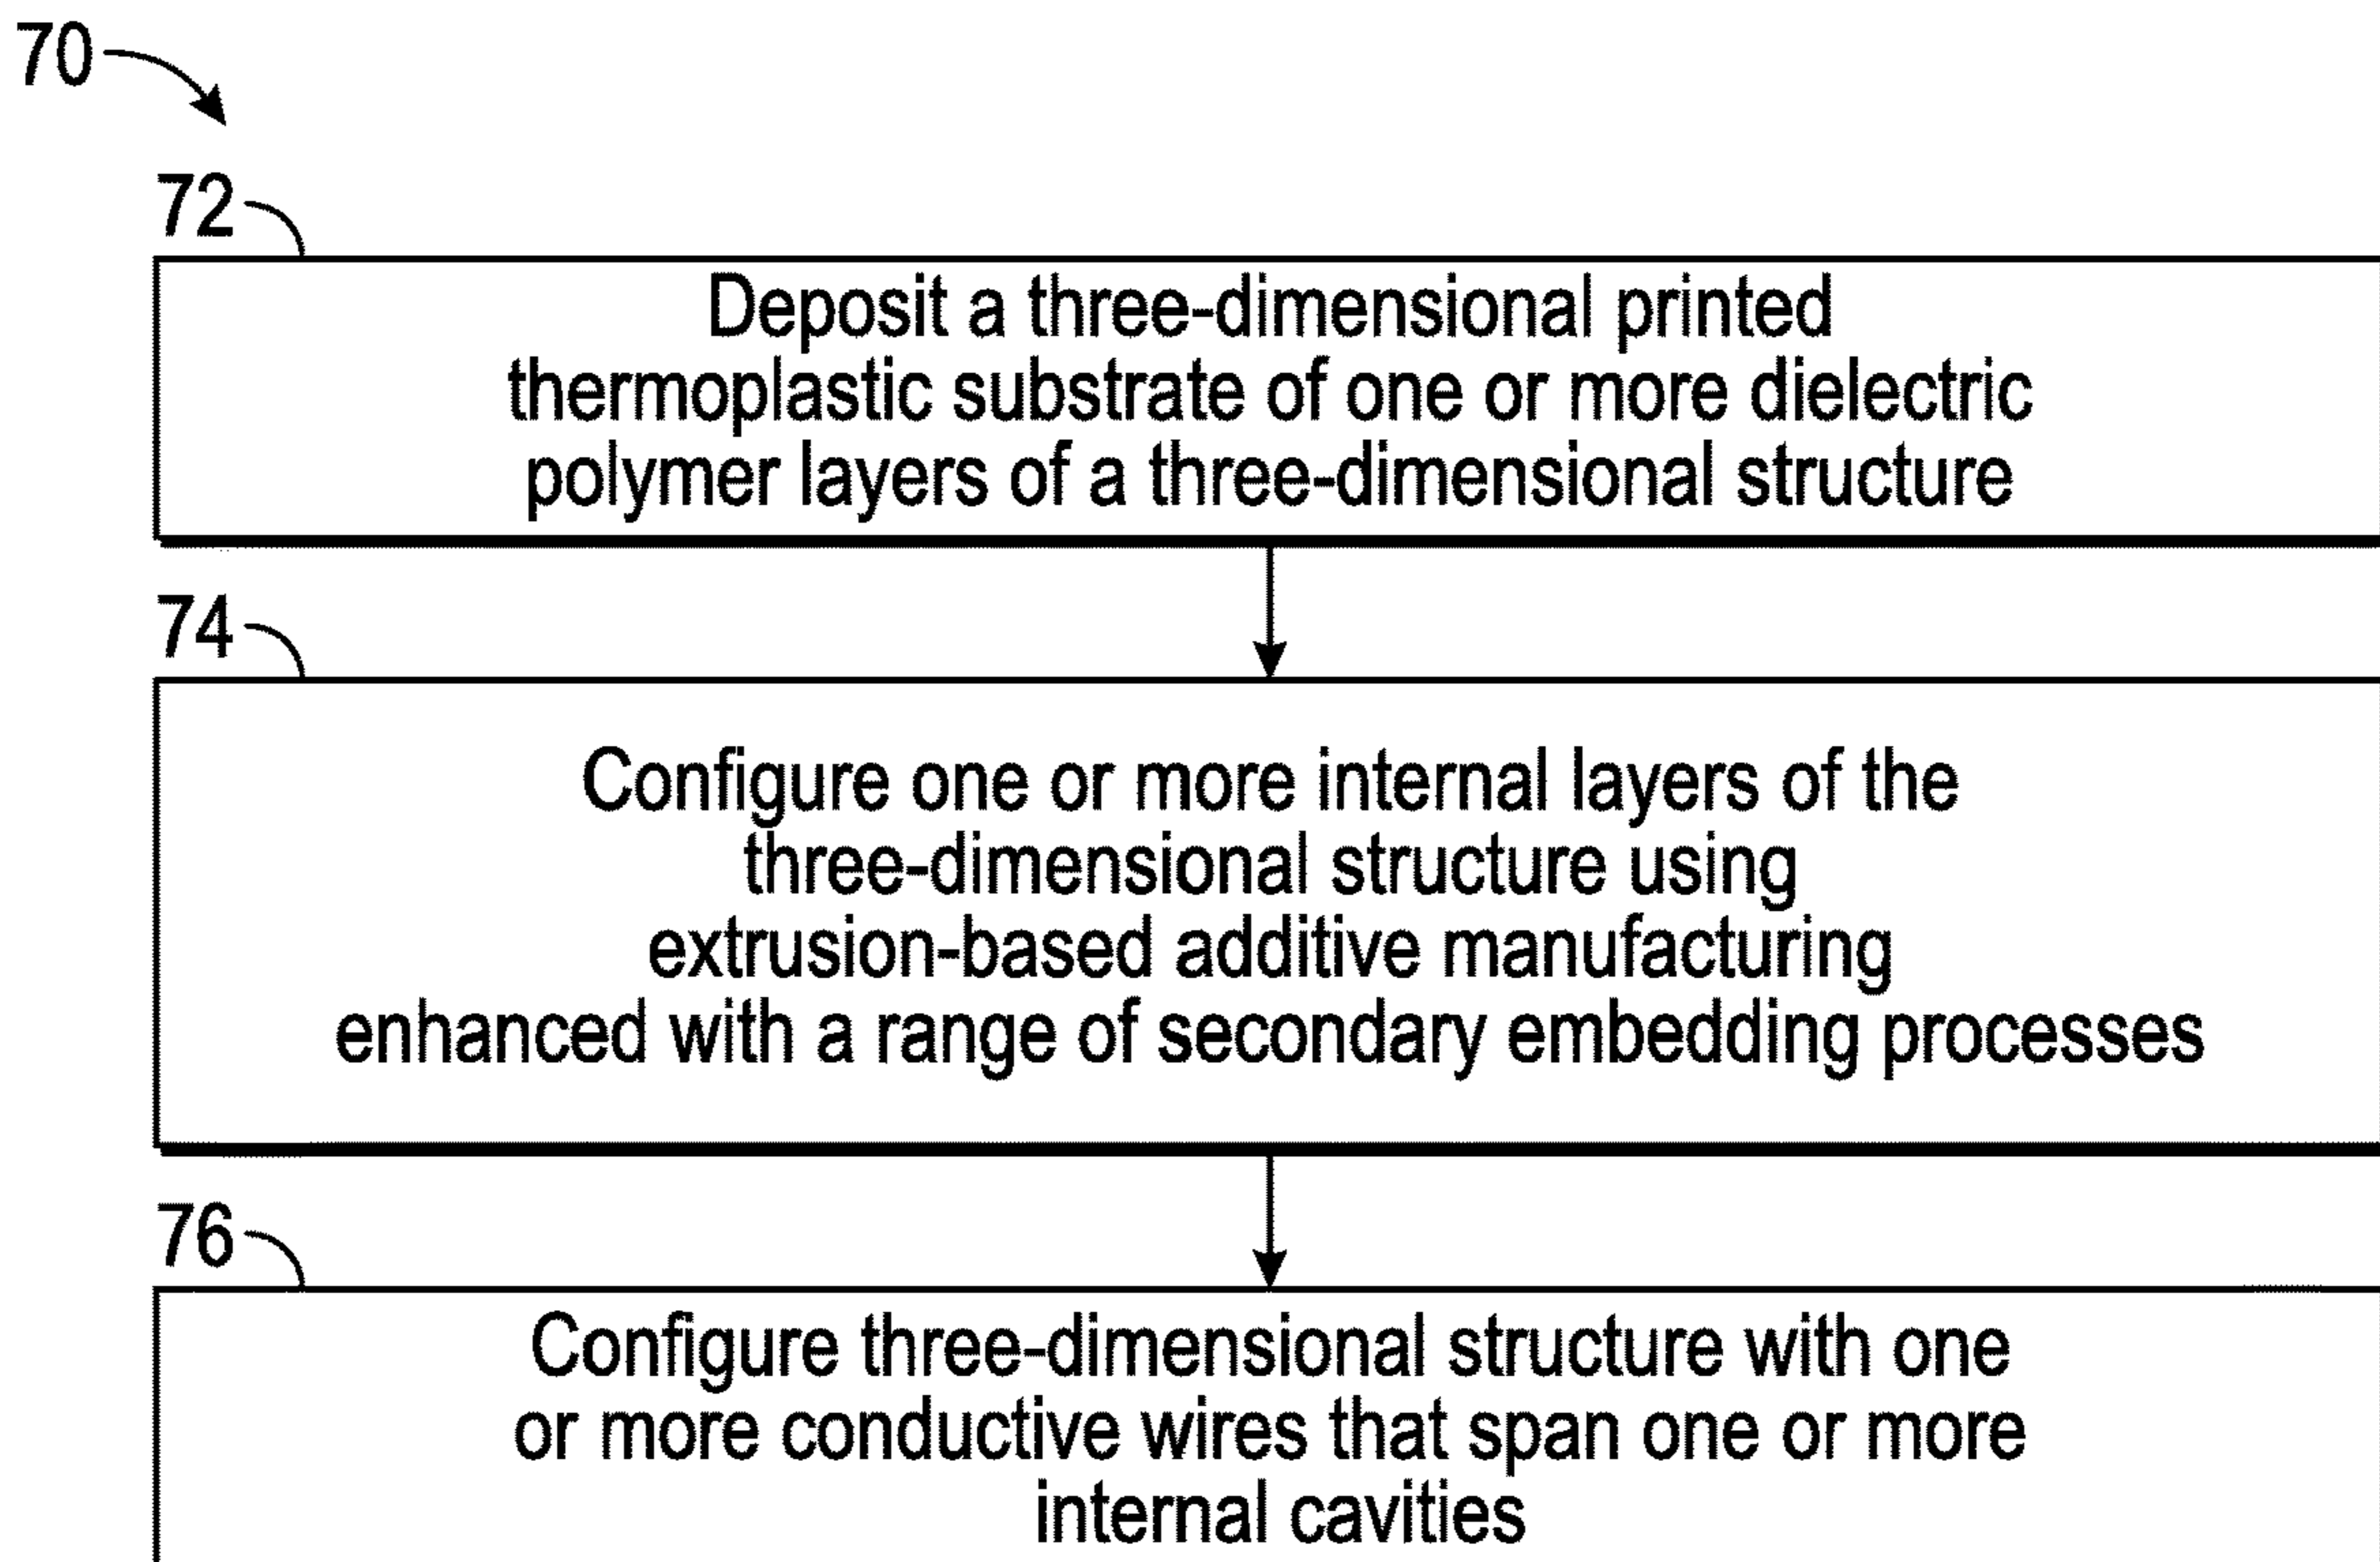 70
72
Deposit a three-dimensional printed
thermoplastic substrate of one or more dielectric
polymer layers of a three-dimensional structure
74
Configure one or more internal layers of the
three-dimensional structure using
extrusion-based additive manufacturing
enhanced with a range of secondary embedding processes
76
Configure three-dimensional structure with one
or more conductive wires that span one or more
internal cavities